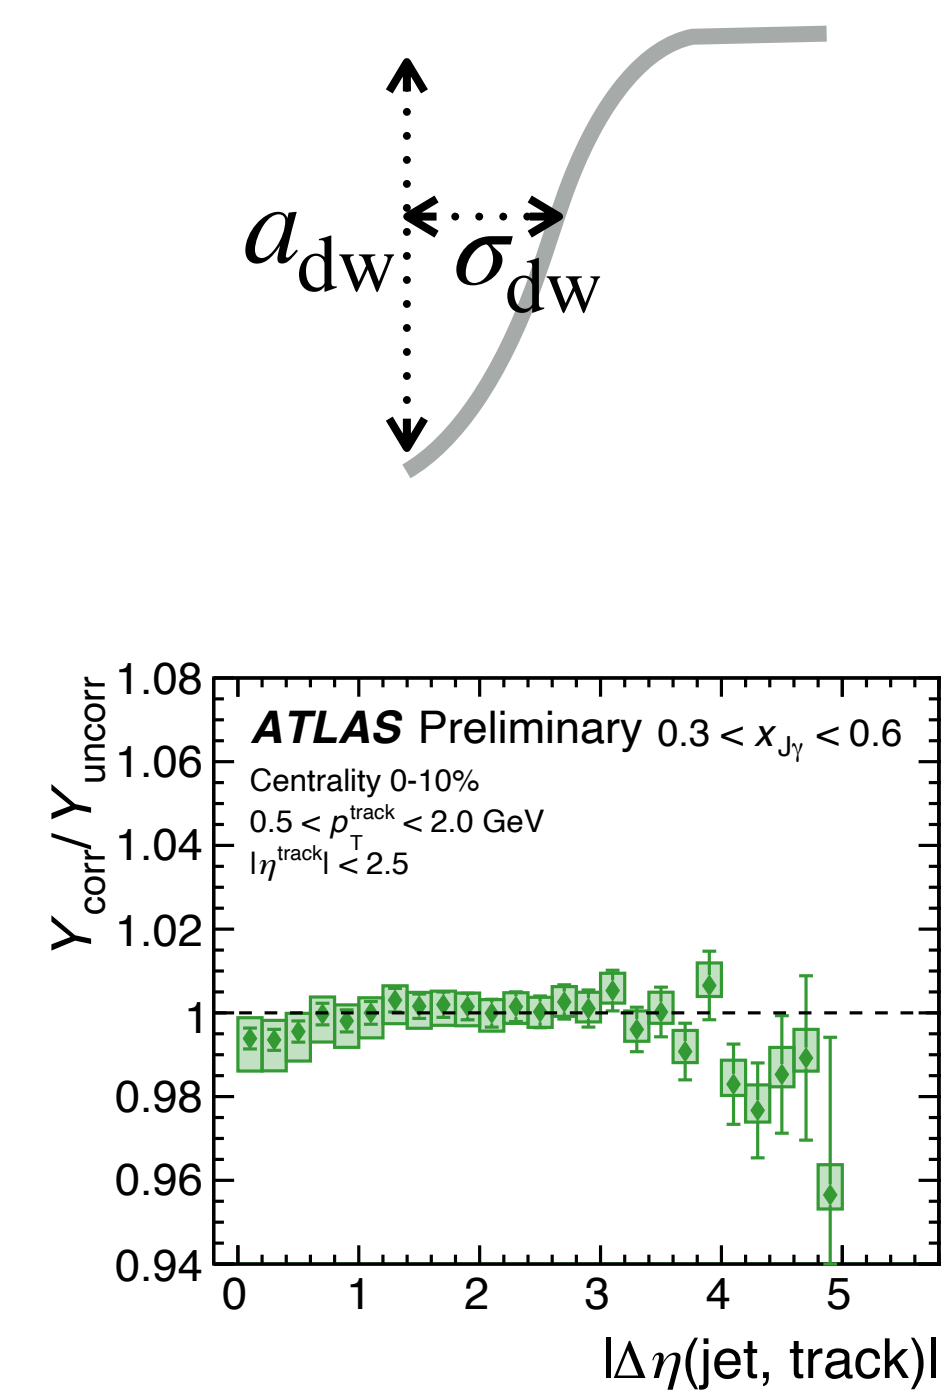 a_dw
σ_dw
Y_corr / Y_uncorr
1.08
1.06
1.04
1.02
1
0.98
0.96
0.94
ATLAS Preliminary 0.3 < x_Jγ < 0.6
Centrality 0-10%
0.5 < p_T^track < 2.0 GeV
|η^track| < 2.5
0 1 2 3 4 5
|Δη(jet, track)|